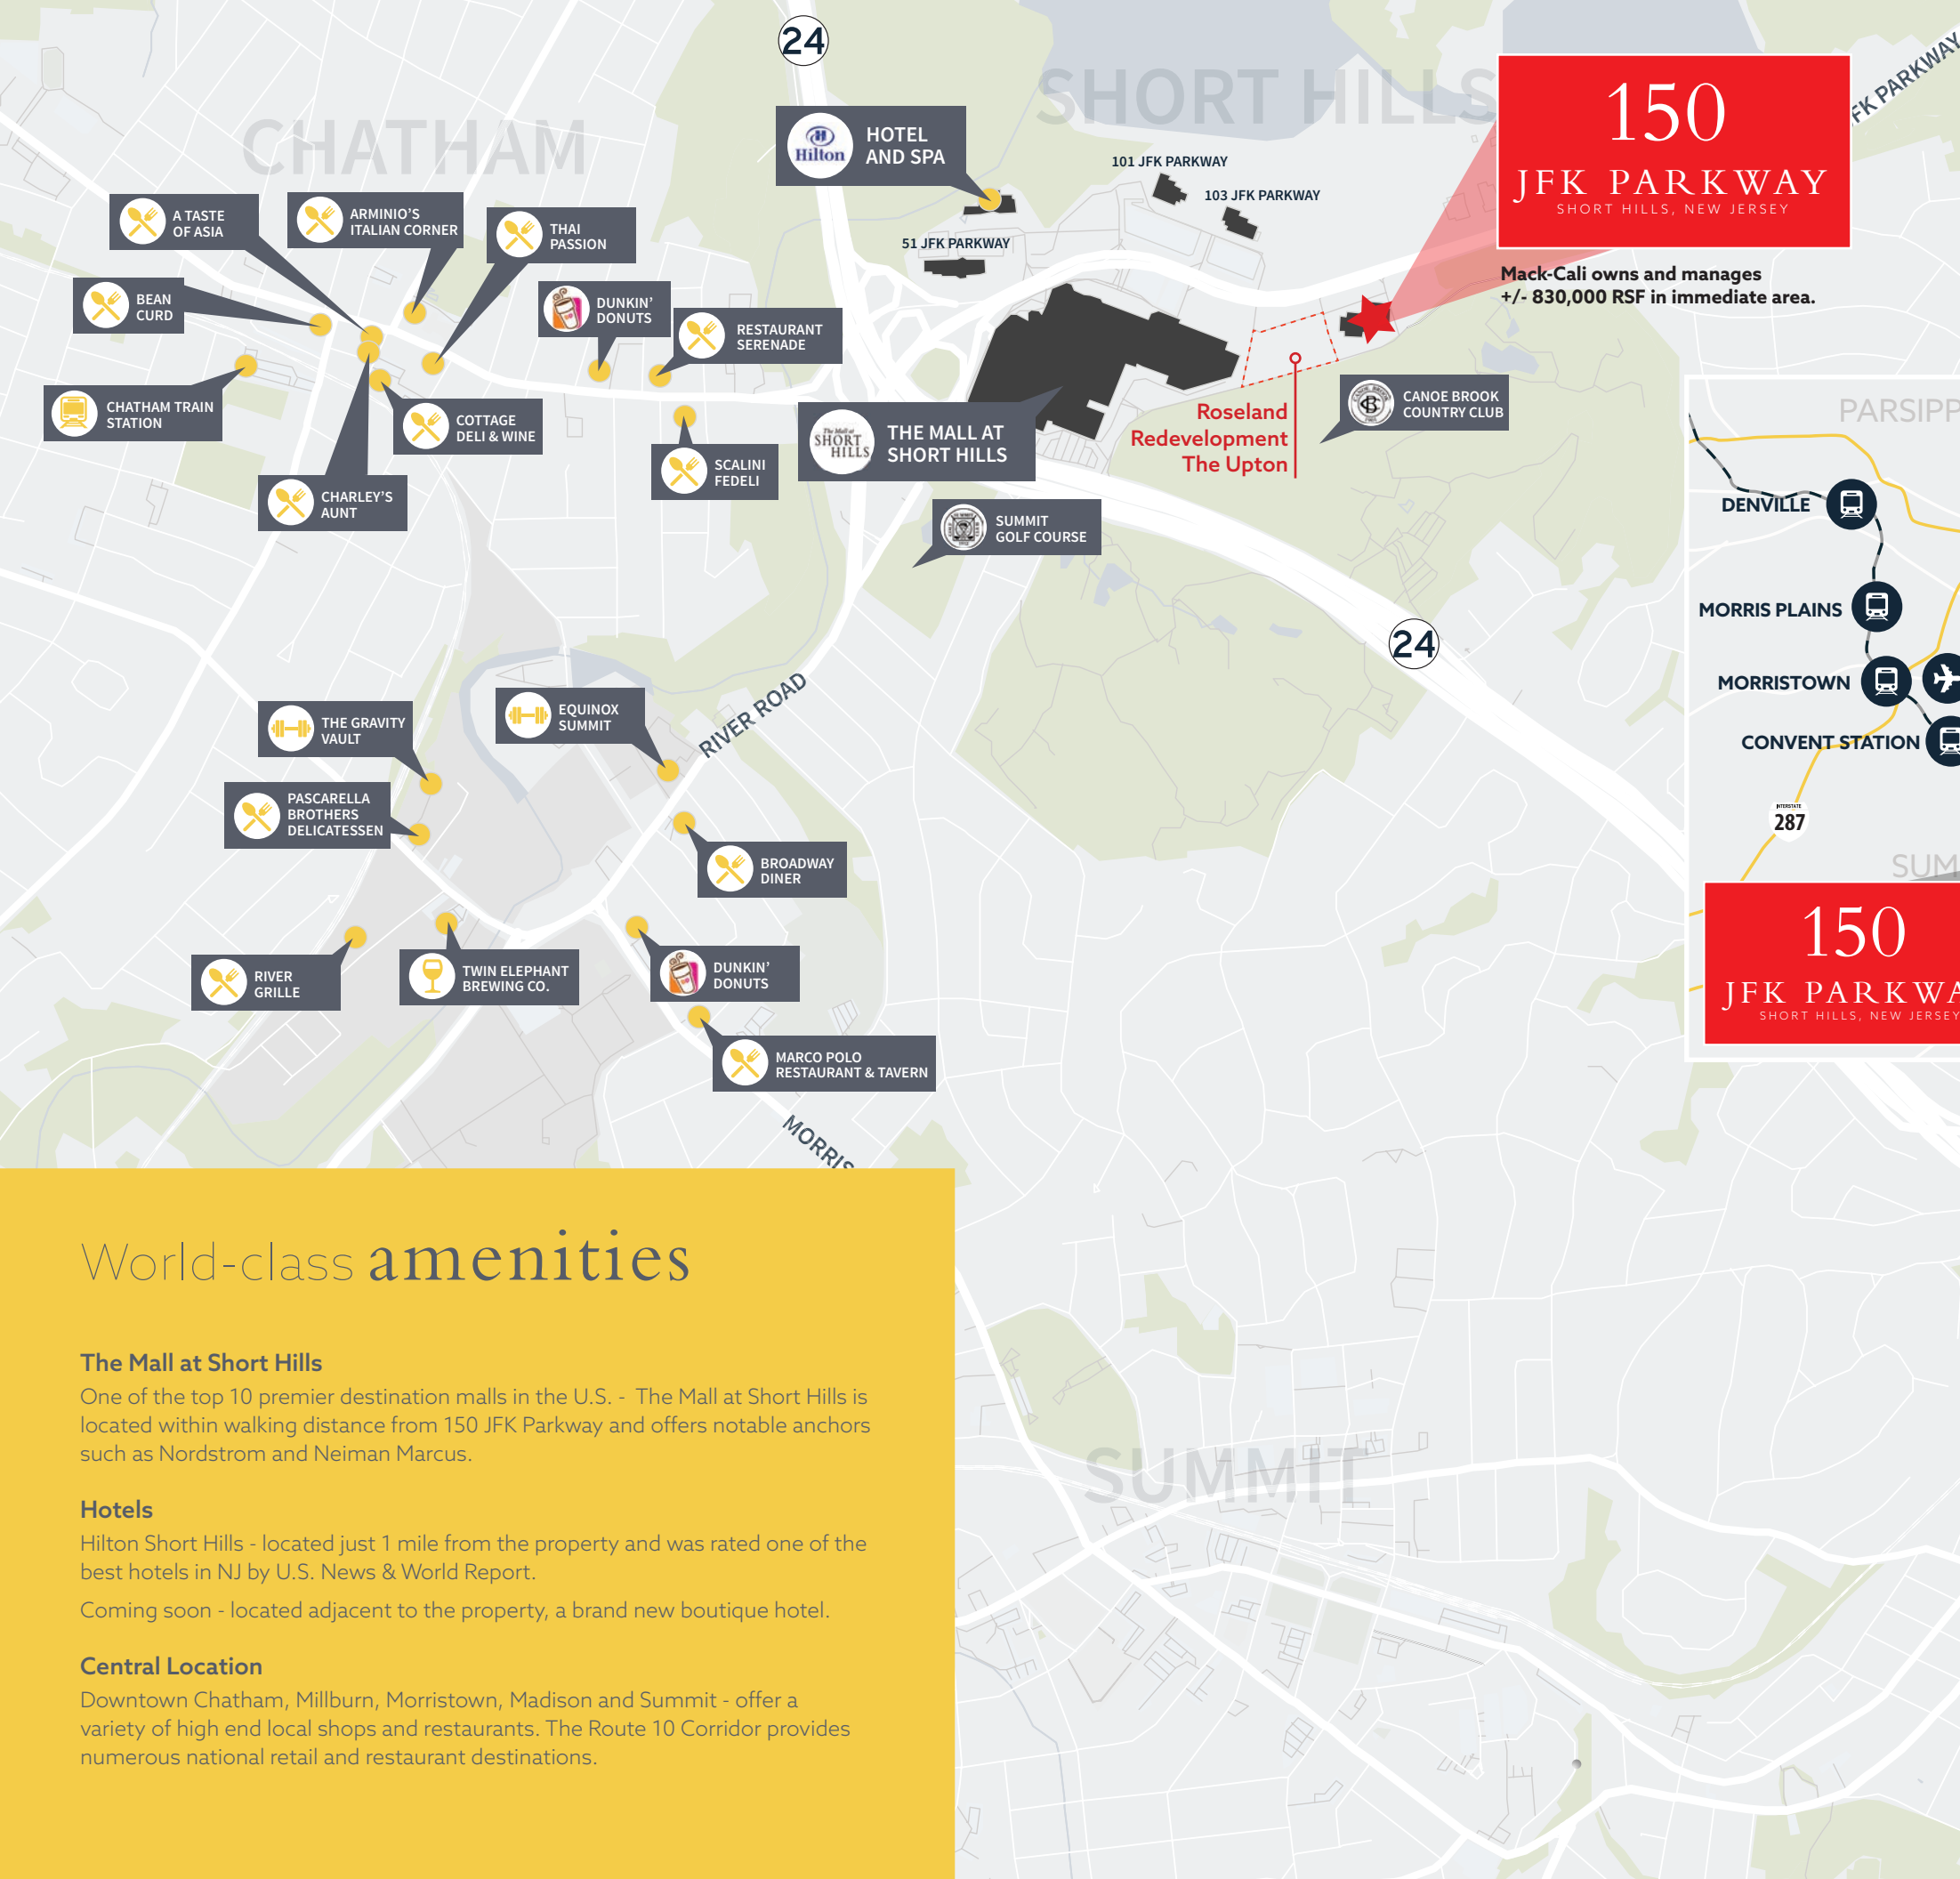 24
SHORT HILLS
CHATHAM
Hilton
HOTEL
AND SPA
101 JFK PARKWAY
103 JFK PARKWAY
51 JFK PARKWAY
150
JFK PARKWAY
SHORT HILLS, NEW JERSEY
FK PARKWAY
Mack-Cali owns and manages
+/- 830,000 RSF in immediate area.
A TASTE
OF ASIA
ARMINIO'S
ITALIAN CORNER
THAI
PASSION
BEAN
CURD
DUNKIN'
DONUTS
RESTAURANT
SERENADE
CHATHAM TRAIN
STATION
COTTAGE
DELI & WINE
CHARLEY'S
AUNT
SCALINI
FEDELI
The Mall at
SHORT
HILLS
THE MALL AT
SHORT HILLS
Roseland
Redevelopment
The Upton
CANOE BROOK
COUNTRY CLUB
SUMMIT
GOLF COURSE
24
PARSIPP
DENVILLE
MORRIS PLAINS
MORRISTOWN
CONVENT STATION
INTERSTATE
287
SUM
150
JFK PARKWA
SHORT HILLS, NEW JERSEY
THE GRAVITY
VAULT
EQUINOX
SUMMIT
RIVER ROAD
PASCARELLA
BROTHERS
DELICATESSEN
BROADWAY
DINER
RIVER
GRILLE
TWIN ELEPHANT
BREWING CO.
DUNKIN'
DONUTS
MARCO POLO
RESTAURANT & TAVERN
MORRIS
SUMMIT
World-class amenities
The Mall at Short Hills
One of the top 10 premier destination malls in the U.S. - The Mall at Short Hills is
located within walking distance from 150 JFK Parkway and offers notable anchors
such as Nordstrom and Neiman Marcus.
Hotels
Hilton Short Hills - located just 1 mile from the property and was rated one of the
best hotels in NJ by U.S. News & World Report.
Coming soon - located adjacent to the property, a brand new boutique hotel.
Central Location
Downtown Chatham, Millburn, Morristown, Madison and Summit - offer a
variety of high end local shops and restaurants. The Route 10 Corridor provides
numerous national retail and restaurant destinations.